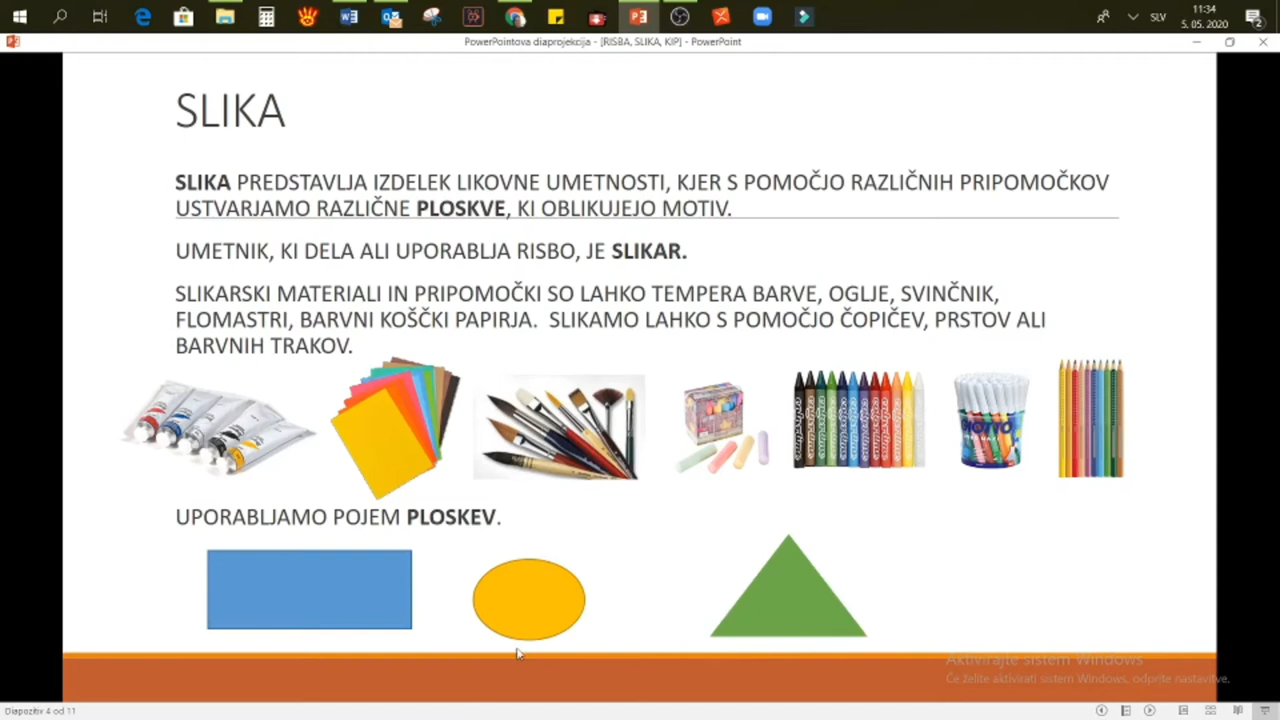 11:34
SLV
5. 05. 2020
2
PowerPointova diaprojekcija - [RISBA, SLIKA, KIP] - PowerPoint
SLIKA
SLIKA PREDSTAVLJA IZDELEK LIKOVNE UMETNOSTI, KJER S POMOČJO RAZLIČNIH PRIPOMOČKOV
USTVARJAMO RAZLIČNE PLOSKVE, KI OBLIKUJEJO MOTIV.
UMETNIK, KI DELA ALI UPORABLJA RISBO, JE SLIKAR.
SLIKARSKI MATERIALI IN PRIPOMOČKI SO LAHKO TEMPERA BARVE, OGLJE, SVINČNIK,
FLOMASTRI, BARVNI KOŠČKI PAPIRJA. SLIKAMO LAHKO S POMOČJO ČOPIČEV, PRSTOV ALI
BARVNIH TRAKOV.
GIOTTO
UPORABLJAMO POJEM PLOSKEV.
Aktivirajte sistem Windows
Če želite aktivirati sistem Windows, odprite nastavitve.
Diapozitiv 4 od 11